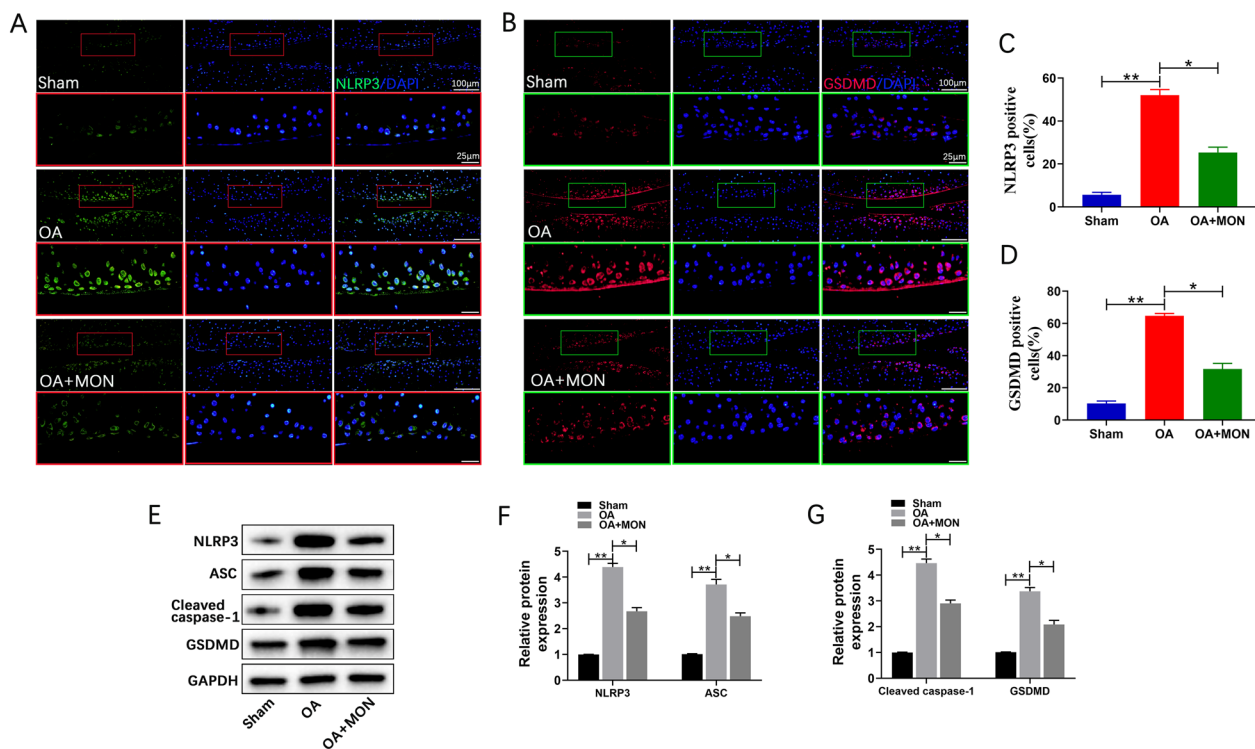 A
Sham
NLRP3/DAPI
100μm
25μm
OA
OA+MON
B
Sham
GSDMD/DAPI
100μm
25μm
OA
OA+MON
C
NLRP3 positive
cells(%)
60
40
20
0
**
*
Sham OA OA+MON
D
GSDMD positive
cells(%)
80
60
40
20
0
**
*
Sham OA OA+MON
E
NLRP3
ASC
Cleaved
caspase-1
GSDMD
GAPDH
Sham OA OA+MON
F
Sham
OA
OA+MON
Relative protein
expression
5
4
3
2
1
0
** *
** *
NLRP3 ASC
G
Sham
OA
OA+MON
Relative protein
expression
5
4
3
2
1
0
** *
** *
Cleaved caspase-1 GSDMD